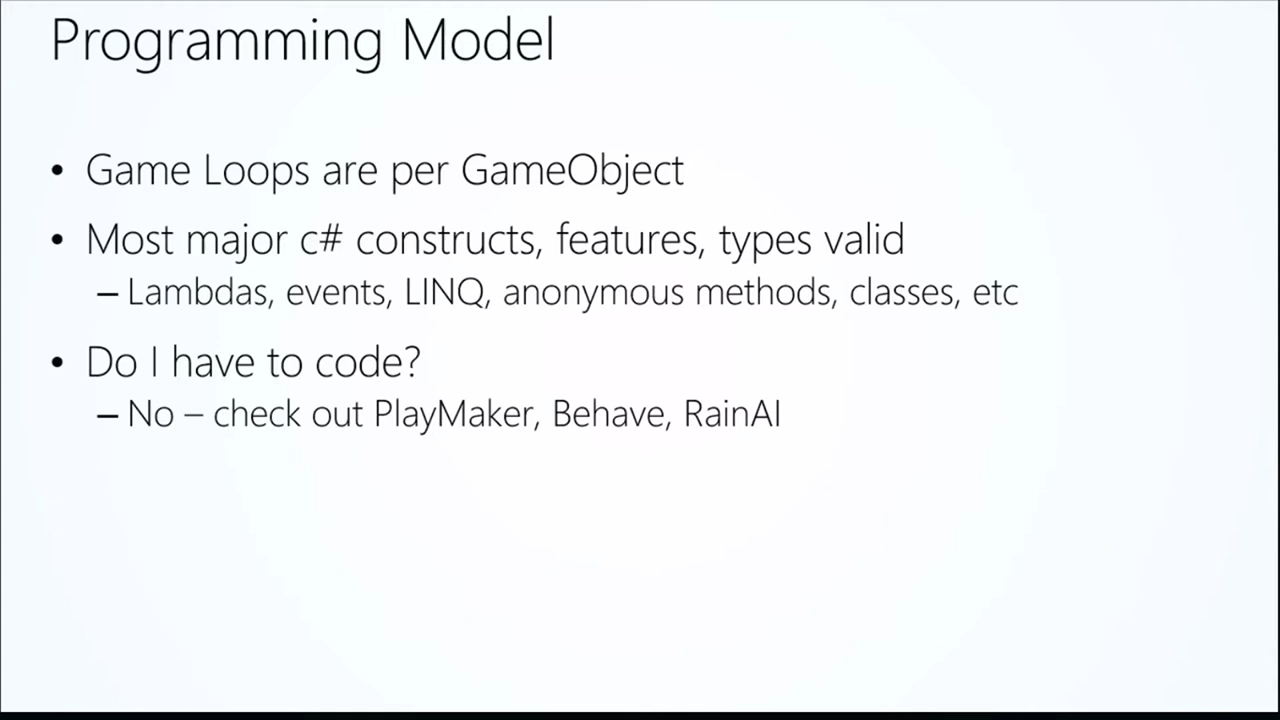 Programming Model
• Game Loops are per GameObject
• Most major c# constructs, features, types valid
– Lambdas, events, LINQ, anonymous methods, classes, etc
• Do I have to code?
– No – check out PlayMaker, Behave, RainAI